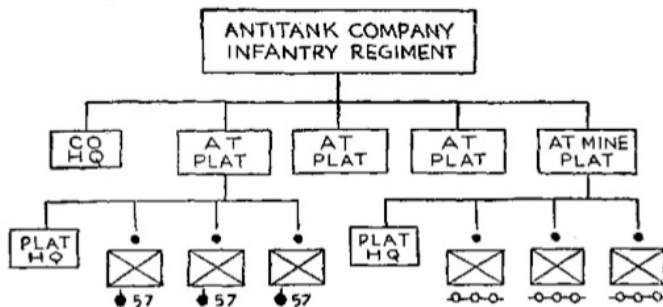 ANTITANK COMPANY
INFANTRY REGIMENT
CO
HQ
AT
PLAT
AT
PLAT
AT
PLAT
AT MINE
PLAT
PLAT
HQ
57
57
57
PLAT
HQ